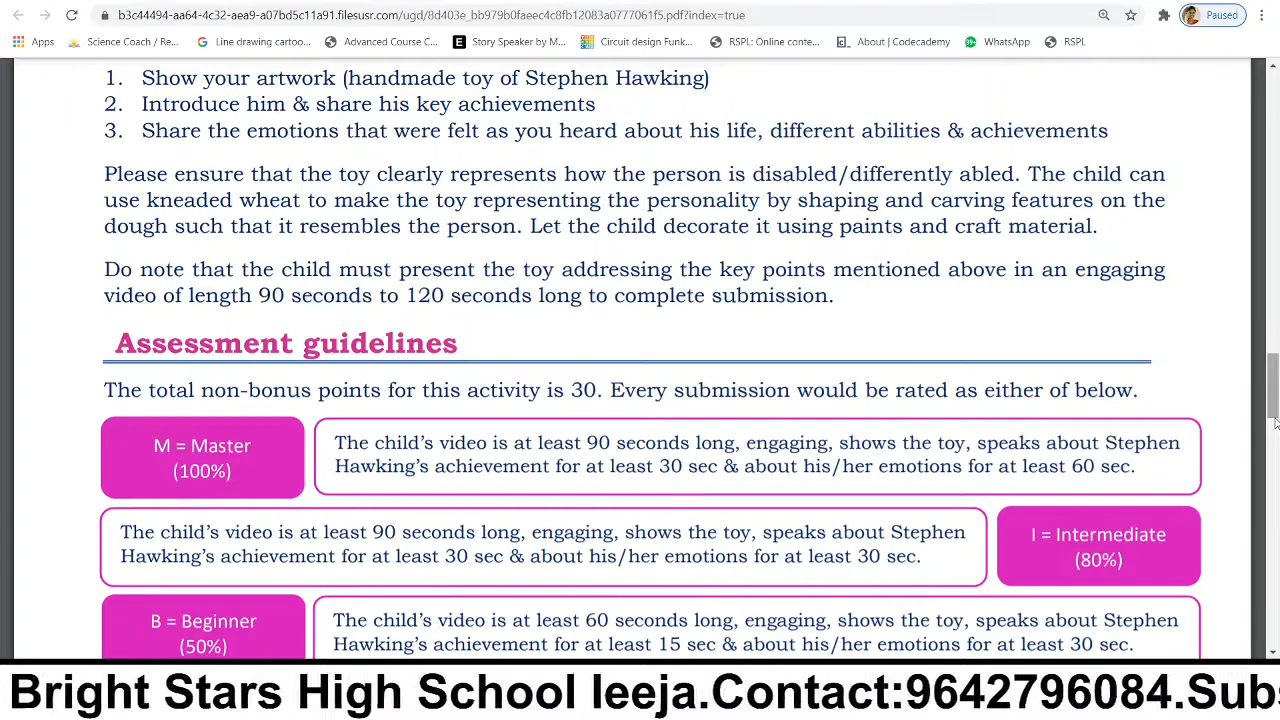 b3c44494-aa64-4c32-aea9-a07bd5c11a91.filesusr.com/ugd/8d403e_bb971b9faeec4c8fb12083a0777061f5.pdf?index=true
Paused
Apps
Science Coach / Re...
Line drawing cartoo...
Advanced Course C...
Story Speaker by M...
Circuit design Funk...
RSPL: Online conte...
About | Codecademy
WhatsApp
RSPL
1. Show your artwork (handmade toy of Stephen Hawking)
2. Introduce him & share his key achievements
3. Share the emotions that were felt as you heard about his life, different abilities & achievements
Please ensure that the toy clearly represents how the person is disabled/differently abled. The child can
use kneaded wheat to make the toy representing the personality by shaping and carving features on the
dough such that it resembles the person. Let the child decorate it using paints and craft material.
Do note that the child must present the toy addressing the key points mentioned above in an engaging
video of length 90 seconds to 120 seconds long to complete submission.
Assessment guidelines
The total non-bonus points for this activity is 30. Every submission would be rated as either of below.
M = Master
(100%)
The child's video is at least 90 seconds long, engaging, shows the toy, speaks about Stephen
Hawking's achievement for at least 30 sec & about his/her emotions for at least 60 sec.
The child's video is at least 90 seconds long, engaging, shows the toy, speaks about Stephen
Hawking's achievement for at least 30 sec & about his/her emotions for at least 30 sec.
I = Intermediate
(80%)
B = Beginner
(50%)
The child's video is at least 60 seconds long, engaging, shows the toy, speaks about Stephen
Hawking's achievement for at least 15 sec & about his/her emotions for at least 30 sec.
Bright Stars High School Ieeja.Contact:9642796084.Subs